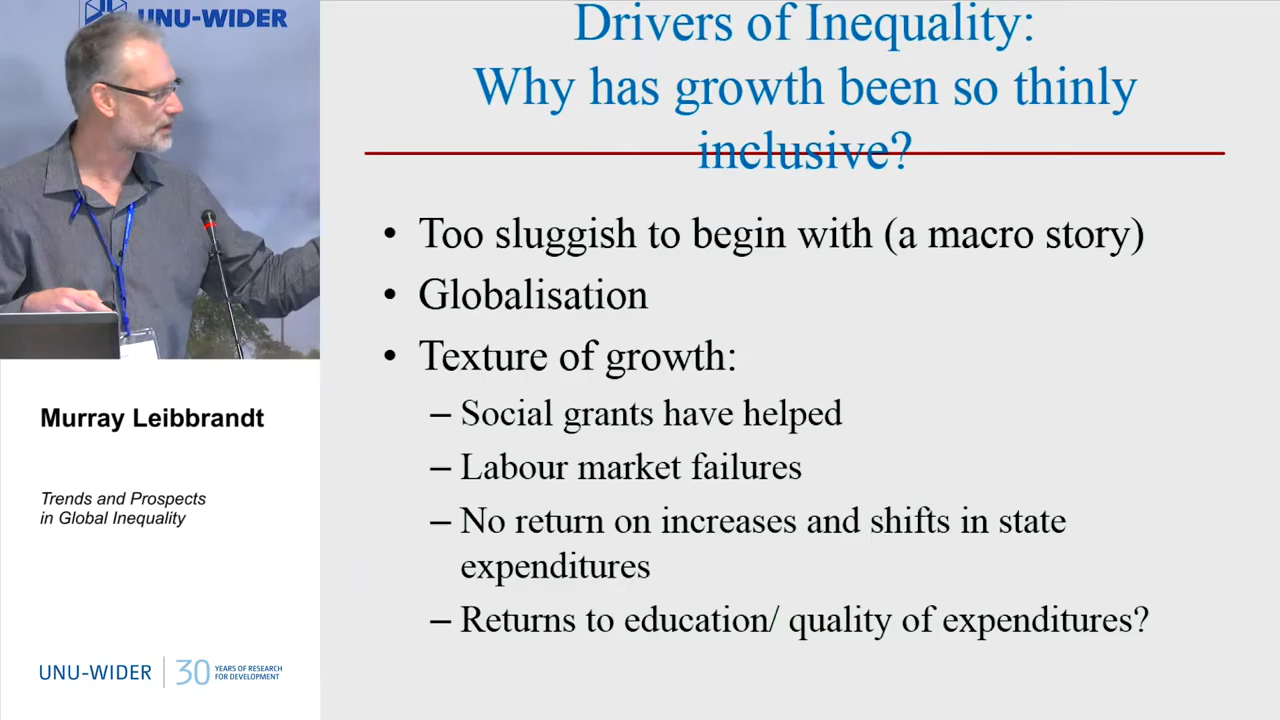 UNU-WIDER
Drivers of Inequality:
Why has growth been so thinly
inclusive?
• Too sluggish to begin with (a macro story)
• Globalisation
• Texture of growth:
– Social grants have helped
– Labour market failures
– No return on increases and shifts in state
expenditures
– Returns to education/ quality of expenditures?
Murray Leibbrandt
Trends and Prospects
in Global Inequality
UNU-WIDER
30 YEARS OF RESEARCH
FOR DEVELOPMENT